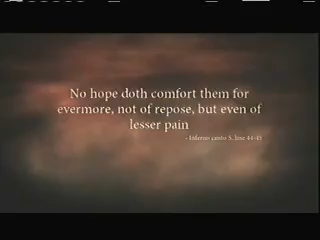 No hope doth comfort them for
evermore, not of repose, but even of
lesser pain
- Inferno canto 5, line 44-45